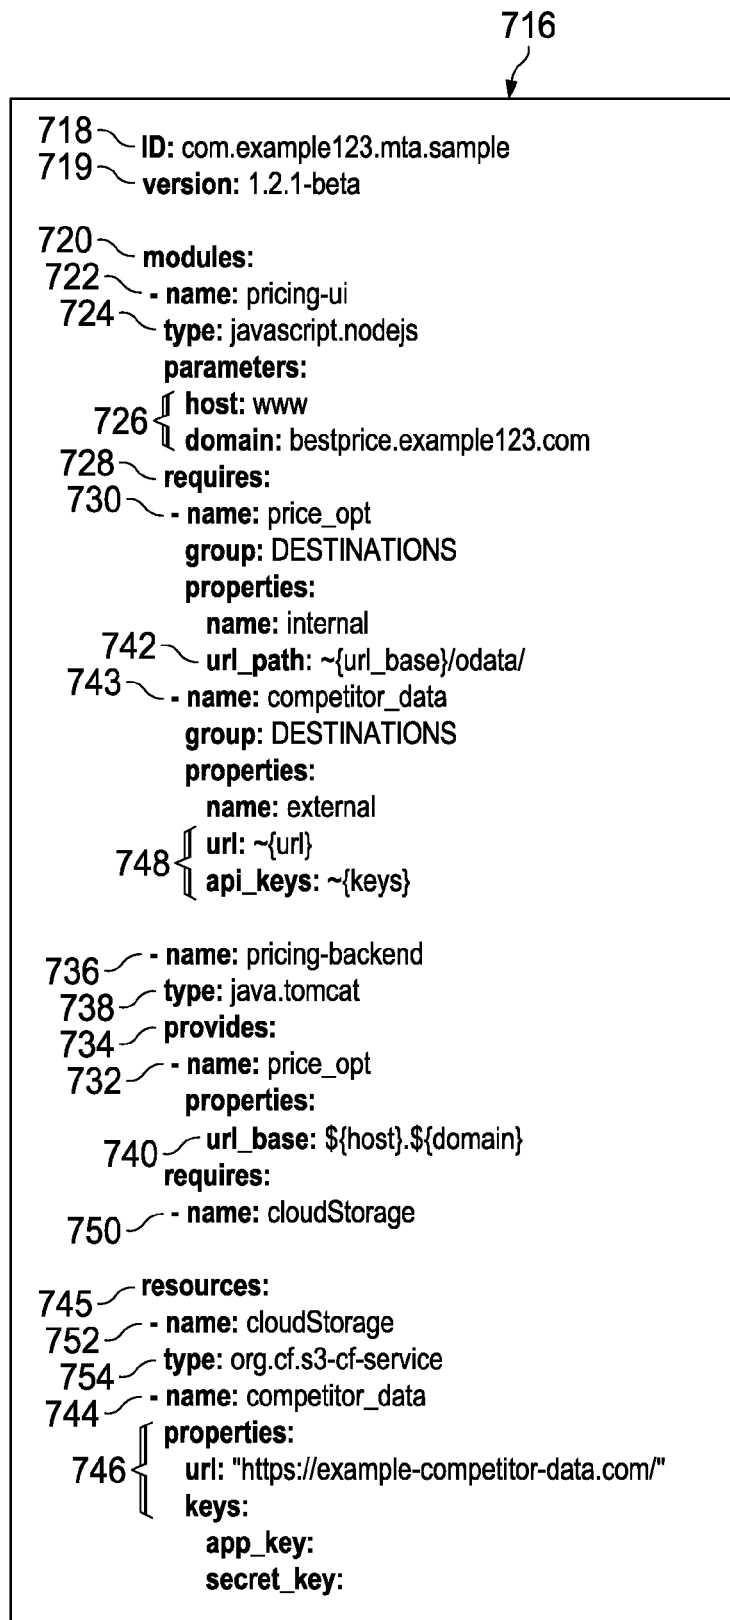 716
718 ID: com.example123.mta.sample
719 version: 1.2.1-beta
720 modules:
722 - name: pricing-ui
724 type: javascript.nodejs
parameters:
726 host: www
domain: bestprice.example123.com
728 requires:
730 - name: price_opt
group: DESTINATIONS
properties:
name: internal
742 url_path: ~{url_base}/odata/
743 - name: competitor_data
group: DESTINATIONS
properties:
name: external
748 url: ~{url}
api_keys: ~{keys}
736 - name: pricing-backend
738 type: java.tomcat
734 provides:
732 - name: price_opt
properties:
740 url_base: ${host}.${domain}
requires:
750 - name: cloudStorage
745 resources:
752 - name: cloudStorage
754 type: org.cf.s3-cf-service
744 - name: competitor_data
746 properties:
url: "https://example-competitor-data.com/"
keys:
app_key:
secret_key: